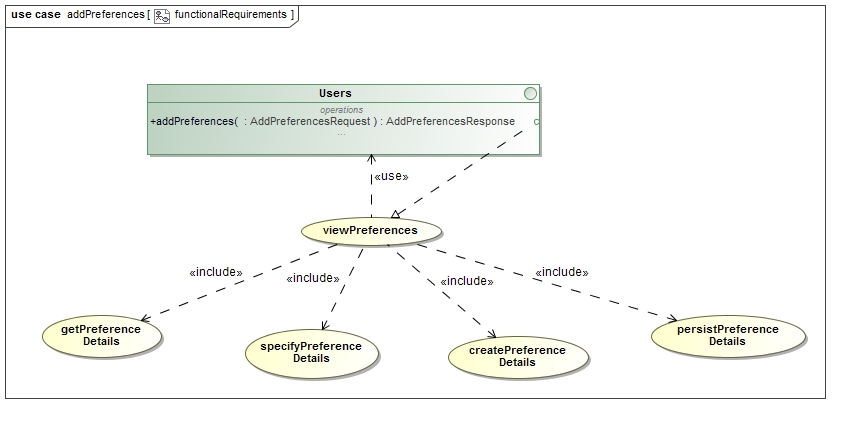 use case addPreferences [ functionalRequirements ]
Users
operations
+addPreferences( : AddPreferencesRequest ) : AddPreferencesResponse
...
«use»
viewPreferences
«include»
«include»
«include»
«include»
getPreference
Details
specifyPreference
Details
createPreference
Details
persistPreference
Details